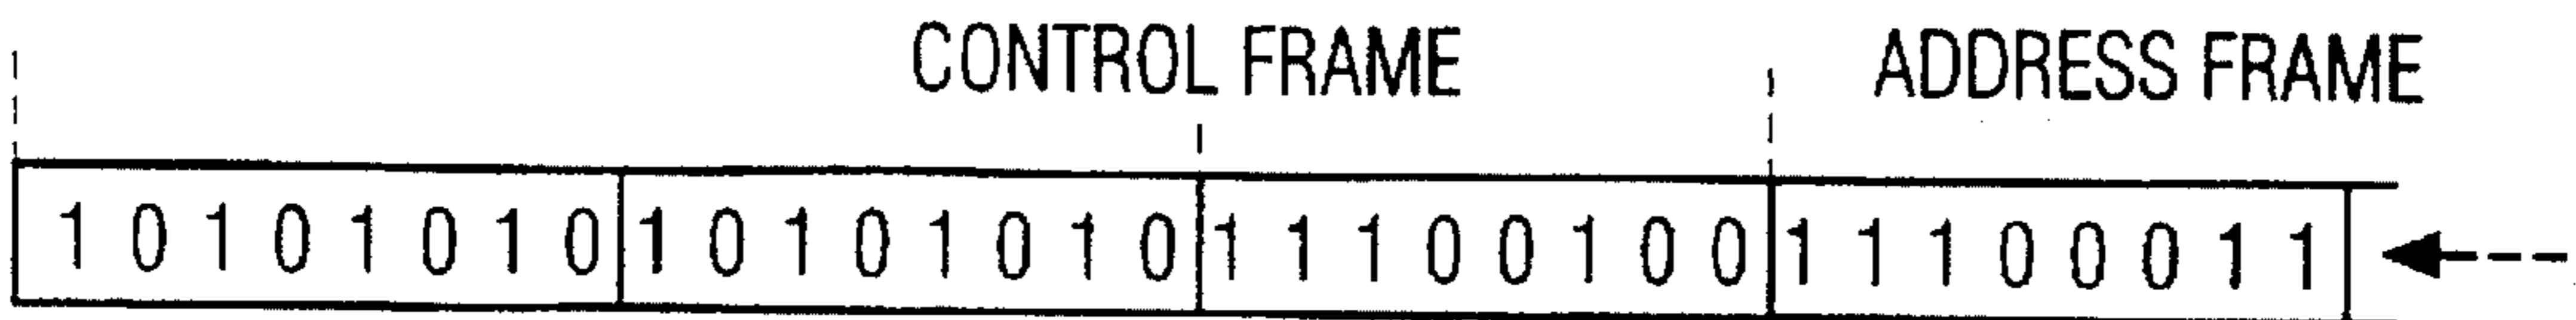 CONTROL FRAME ADDRESS FRAME
1 0 1 0 1 0 1 0 1 0 1 0 1 0 1 0 1 1 1 0 0 1 0 0 1 1 1 0 0 0 1 1